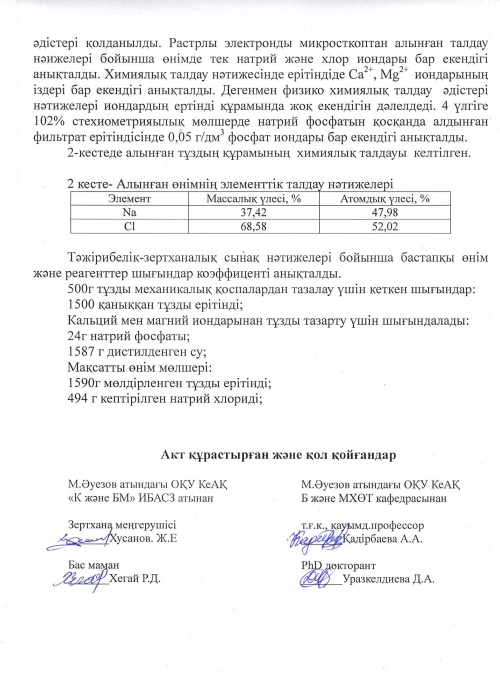 әдістері қолданылды. Растрлы электронды микросткоптан алынған талдау
нәижелері бойынша өнімде тек натрий және хлор иондары бар екендігі
анықталды. Химиялық талдау нәтижесінде ерітіндіде Ca²⁺, Mg²⁺ иондарының
іздері бар екендігі анықталды. Дегенмен физико химиялық талдау әдістері
нәтижелері иондардың ертінді құрамында жоқ екендігін дәлелдеді. 4 үлгіге
102% стехиометрияыілық мөлшерде натрий фосфатын қосқанда алдынған
фильтрат ерітіндісінде 0,05 г/дм³ фосфат иондары бар екендігі анықталды.
2-кестеде алынған тұздың құрамының химиялық талдауы келтілген.
2 кесте- Алынған өнімнің элементтік талдау нәтижелері
Элемент Массалық үлесі, % Атомдық үлесі, %
Na 37,42 47,98
Cl 68,58 52,02
Тәжірибелік-зертханалық сынақ нәтижелері бойынша бастапқы өнім
және реагенттер шығындар коэффиценті анықталды.
500г тұзды механикалық қоспалардан тазалау үшін кеткен шығындар:
1500 қаныққан тұзды ерітінді;
Кальций мен магний иондарынан тұзды тазарту үшін шығындалады:
24г натрий фосфаты;
1587 г дистилденген су;
Мақсатты өнім мөлшері:
1590г мөлдірленген тұзды ерітінді;
494 г кептірілген натрий хлориді;
Акт құрастырған және қол қойғандар
М.Әуезов атындағы ОҚУ КеАҚ
«К және БМ» ИБАСЗ атынан
Зертхана меңгерушісі
Хусанов. Ж.Е
Бас маман
Хегай Р.Д.
М.Әуезов атындағы ОҚУ КеАҚ
Б және МХӨТ кафедрасынан
т.ғ.к., қауымд.профессор
Қадірбаева А.А.
PhD докторант
Уразкелдиева Д.А.